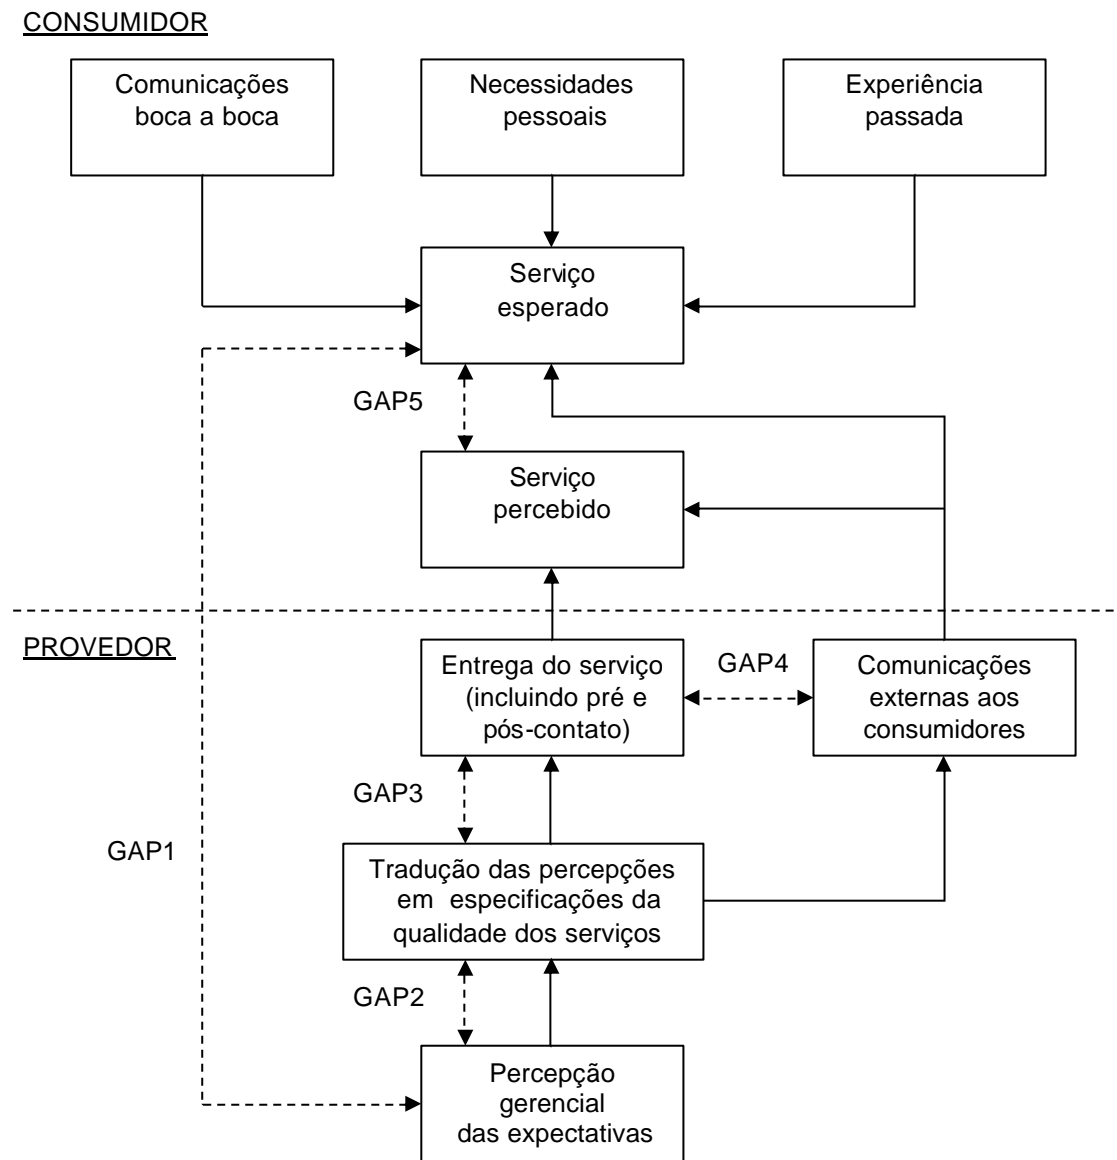 CONSUMIDOR
Comunicações
boca a boca
Necessidades
pessoais
Experiência
passada
Serviço
esperado
GAP5
Serviço
percebido
PROVEDOR
Entrega do serviço
(incluindo pré e
pós-contato)
GAP4
Comunicações
externas aos
consumidores
GAP3
GAP1
Tradução das percepções
em especificações da
qualidade dos serviços
GAP2
Percepção
gerencial
das expectativas